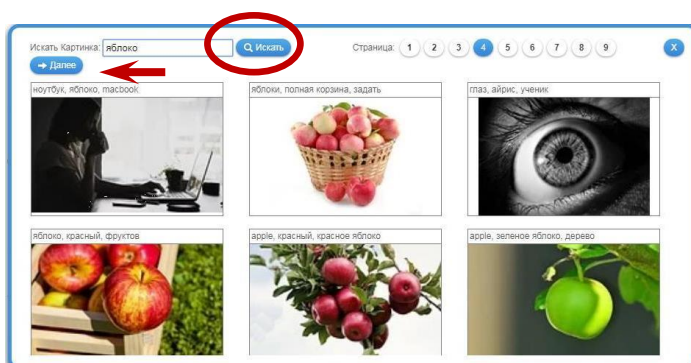 Искать Картинка: яблоко Искать Страница: 1 2 3 4 5 6 7 8 9 X
→ Далее
ноутбук, яблоко, macbook
яблоки, полная корзина, задать
глаз, айрис, ученик
яблоко, красный, фруктов
apple, красный, красное яблоко
apple, зеленое яблоко, дерево